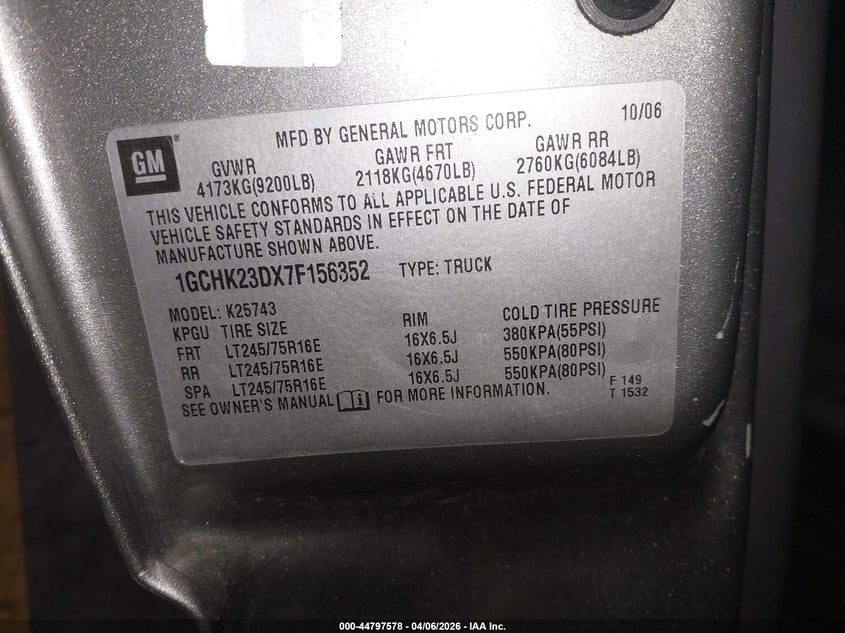 10/06
MFD BY GENERAL MOTORS CORP.
GM®
GVWR GAWR FRT GAWR RR
4173KG(9200LB) 2118KG(4670LB) 2760KG(6084LB)
THIS VEHICLE CONFORMS TO ALL APPLICABLE U.S. FEDERAL MOTOR
VEHICLE SAFETY STANDARDS IN EFFECT ON THE DATE OF
MANUFACTURE SHOWN ABOVE.
1GCHK23DX7F156352 TYPE: TRUCK
MODEL: K25743
KPGU TIRE SIZE RIM COLD TIRE PRESSURE
FRT LT245/75R16E 16X6.5J 380KPA(55PSI)
RR LT245/75R16E 16X6.5J 550KPA(80PSI)
SPA LT245/75R16E 16X6.5J 550KPA(80PSI)
SEE OWNER'S MANUAL FOR MORE INFORMATION.
F 149
T 1532
000-44797578 - 04/06/2026 - IAA Inc.